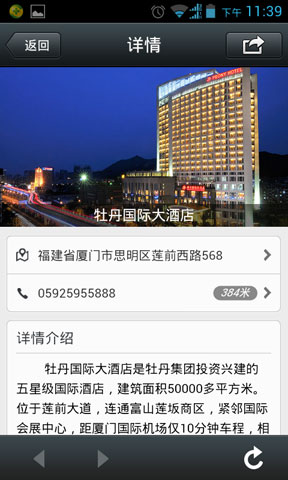 下午 11:39
返回
详情
PEONY HOTEL
牡丹国际大酒店
福建省厦门市思明区莲前西路568
05925955888
384米
详情介绍
牡丹国际大酒店是牡丹集团投资兴建的
五星级国际酒店，建筑面积50000多平方米。
位于莲前大道，连通富山莲坂商区，紧邻国际
会展中心，距厦门国际机场仅10分钟车程，相